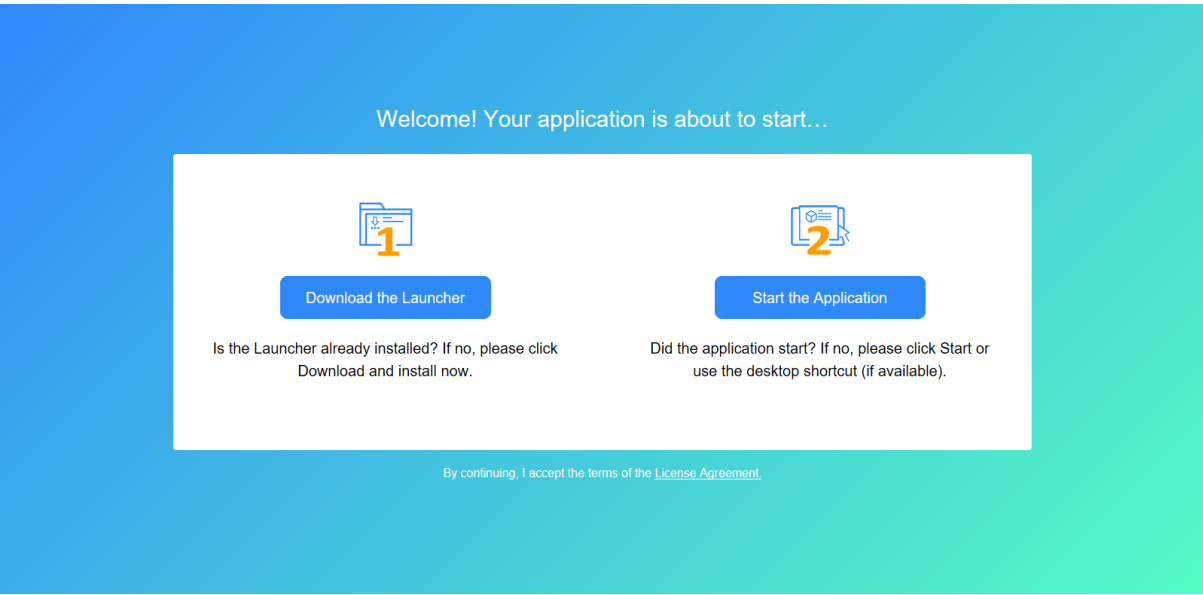 Welcome! Your application is about to start…
1
2
Download the Launcher
Start the Application
Is the Launcher already installed? If no, please click
Download and install now.
Did the application start? If no, please click Start or
use the desktop shortcut (if available).
By continuing, I accept the terms of the License Agreement.